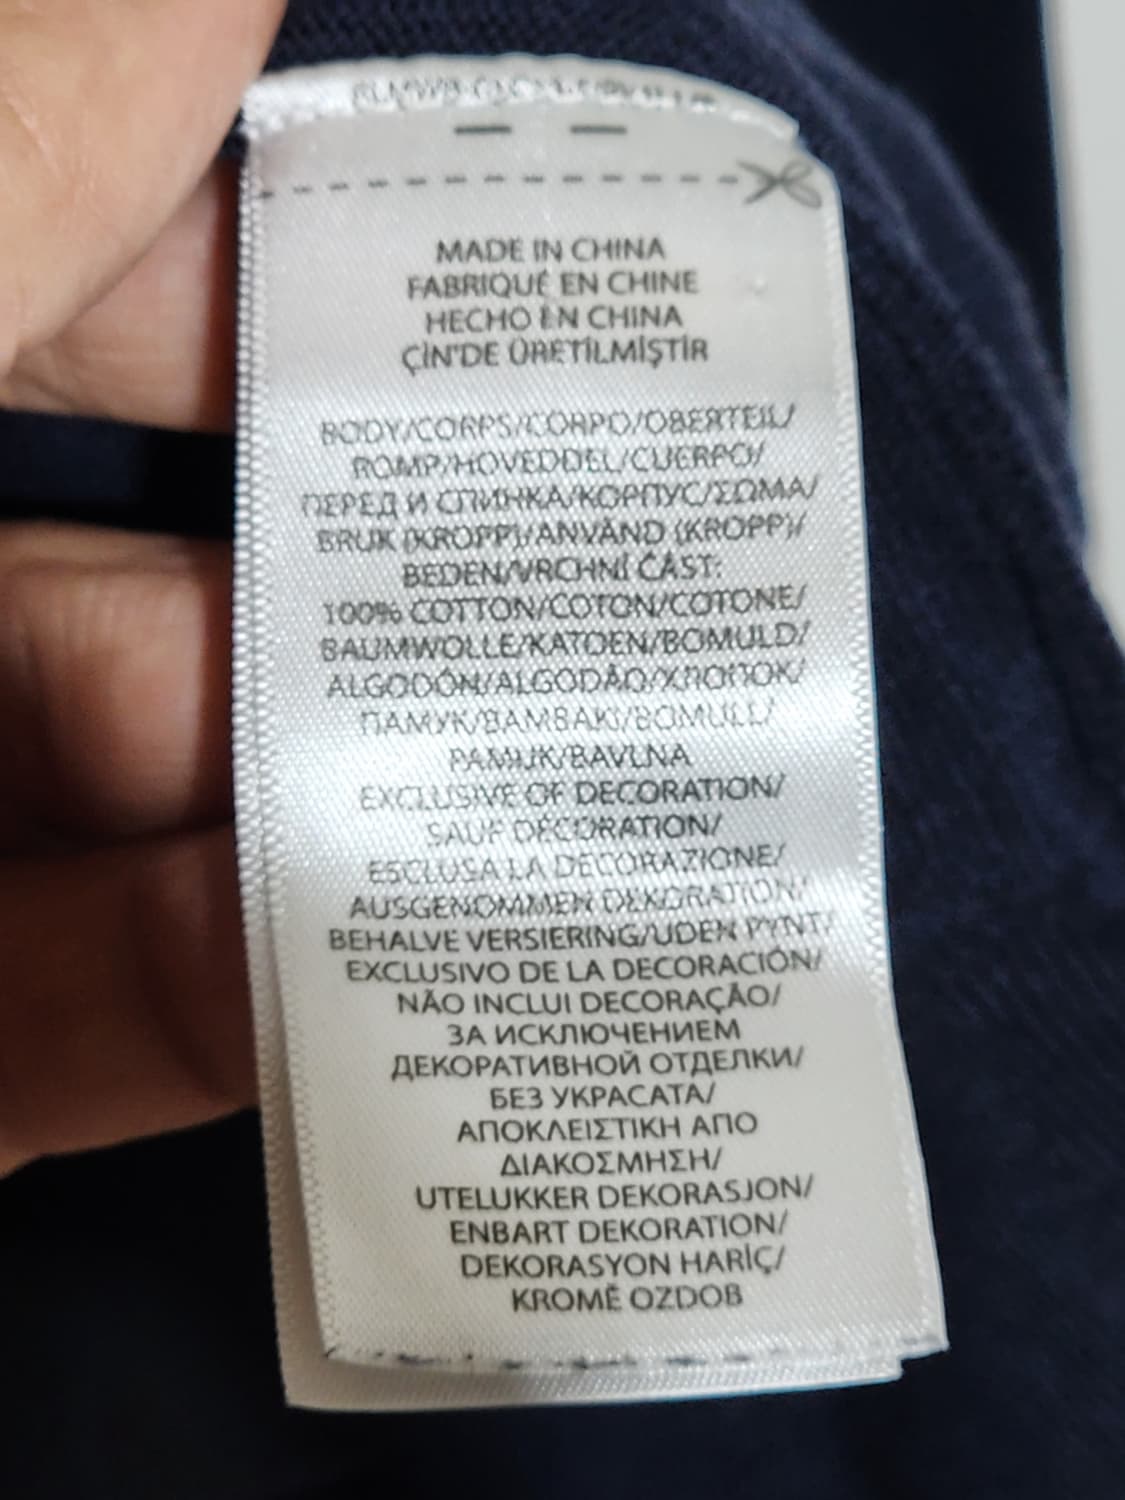 MADE IN CHINA
FABRIQUÉ EN CHINE
HECHO EN CHINA
ÇİN'DE ÜRETİLMİŞTİR
BODY/CORPS/CORPO/OBERTEIL/
ROMP/HOVEDDEL/CUERPO/
ПЕРЕД И СПИНКА/КОРПУС/ΣΩΜΑ/
BRUK (KROPP)/ANVÄND (KROPP)/
BEDEN/VRCHNÍ ČÁST:
100% COTTON/COTON/COTONE/
BAUMWOLLE/KATOEN/BOMULD/
ALGODÓN/ALGODÃO/ХЛОПОК/
ПАМУК/ΒΑΜΒΑΚΙ/BOMULL/
PAMUK/BAVLNA
EXCLUSIVE OF DECORATION/
SAUF DÉCORATION/
ESCLUSA LA DECORAZIONE/
AUSGENOMMEN DEKORATION/
BEHALVE VERSIERING/UDEN PYNT/
EXCLUSIVO DE LA DECORACIÓN/
NÃO INCLUI DECORAÇÃO/
ЗА ИСКЛЮЧЕНИЕМ
ДЕКОРАТИВНОЙ ОТДЕЛКИ/
БЕЗ УКРАСАТА/
ΑΠΟΚΛΕΙΣΤΙΚΗ ΑΠΟ
ΔΙΑΚΟΣΜΗΣΗ/
UTELUKKER DEKORASJON/
ENBART DEKORATION/
DEKORASYON HARİÇ/
KROMĚ OZDOB